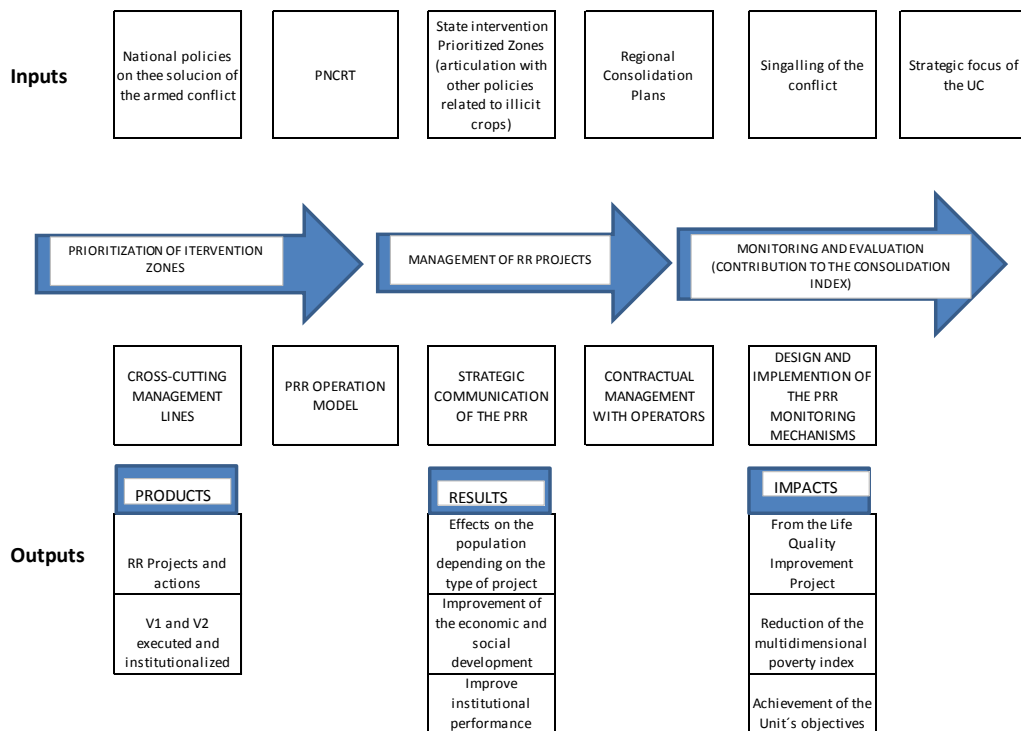 Inputs
National policies
on thee solucion of
the armed conflict
PNCRT
State intervention
Prioritized Zones
(articulation with
other policies
related to illicit
crops)
Regional
Consolidation
Plans
Singalling of the
conflict
Strategic focus of
the UC
PRIORITIZATION OF ITERVENTION
ZONES
MANAGEMENT OF RR PROJECTS
MONITORING AND EVALUATION
(CONTRIBUTION TO THE CONSOLIDATION
INDEX)
CROSS-CUTTING
MANAGEMENT
LINES
PRR OPERATION
MODEL
STRATEGIC
COMMUNICATION
OF THE PRR
CONTRACTUAL
MANAGEMENT
WITH OPERATORS
DESIGN AND
IMPLEMENTION OF
THE PRR
MONITORING
MECHANISMS
Outputs
PRODUCTS
RR Projects and
actions
V1 and V2
executed and
institutionalized
RESULTS
Effects on the
population
depending on the
type of project
Improvement of
the economic and
social
development
Improve
institutional
performance
IMPACTS
From the Life
Quality
Improvement
Project
Reduction of the
multidimensional
poverty index
Achievement of the
Unit´s objectives